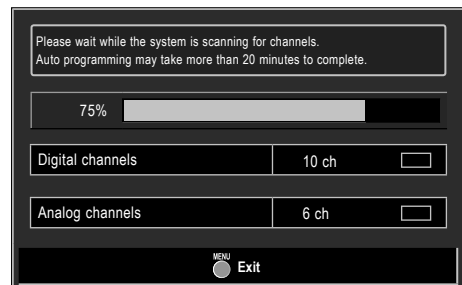 Please wait while the system is scanning for channels.
Auto programming may take more than 20 minutes to complete.
75%
Digital channels 10 ch
Analog channels 6 ch
MENU
Exit